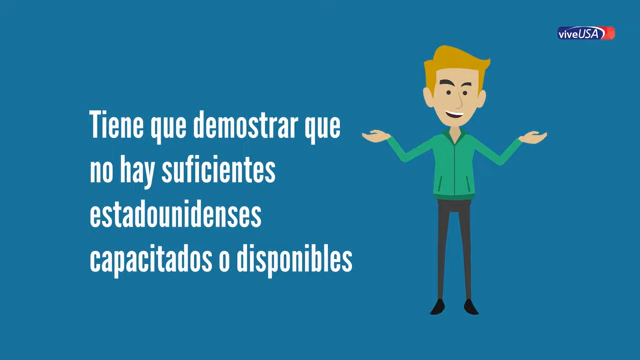 viveUSA
Tiene que demostrar que
no hay suficientes
estadounidenses
capacitados o disponibles